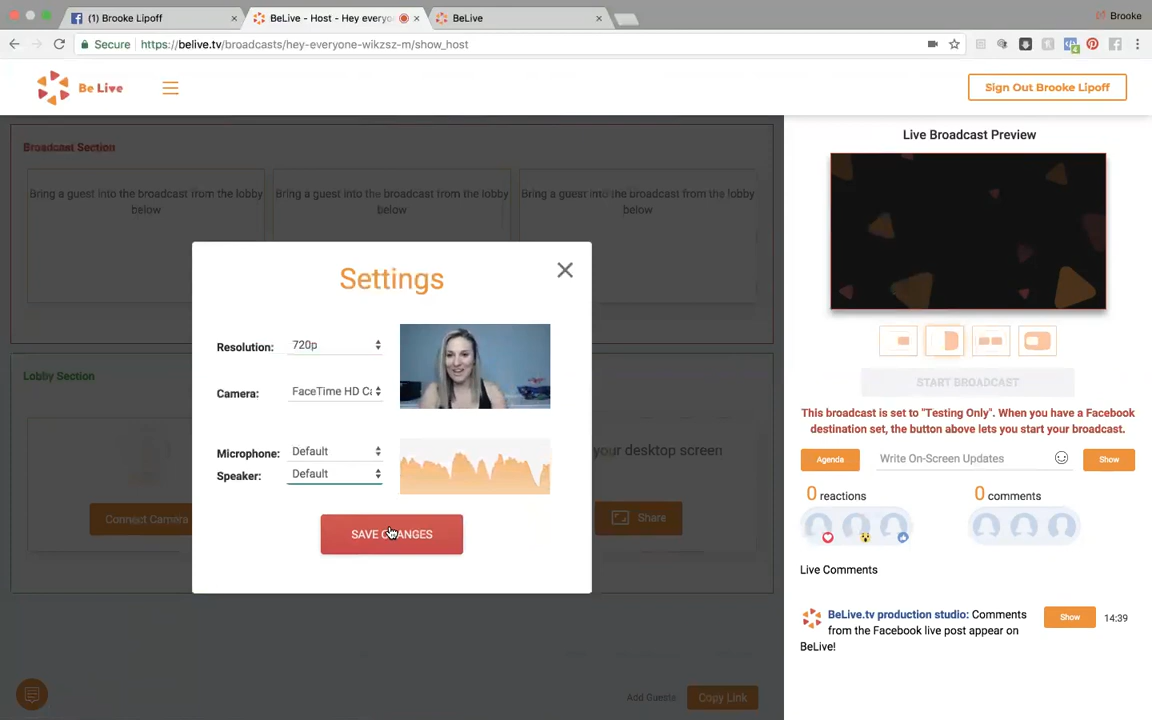 (1) Brooke Lipoff
BeLive - Host - Hey everyo
BeLive
Brooke
Secure
https://belive.tv/broadcasts/hey-everyone-wikzsz-m/show_host
Be Live
Sign Out Brooke Lipoff
Broadcast Section
Bring a guest into the broadcast from the lobby
below
Bring a guest into the broadcast from the lobby
below
Bring a guest into the broadcast from the lobby
below
Lobby Section
Connect Camera
your desktop screen
Share
Add Guests
Copy Link
Settings
Resolution:
720p
Camera:
FaceTime HD Ca
Microphone:
Default
Speaker:
Default
SAVE CHANGES
Live Broadcast Preview
START BROADCAST
This broadcast is set to "Testing Only". When you have a Facebook
destination set, the button above lets you start your broadcast.
Agenda
Write On-Screen Updates
Show
0 reactions
0 comments
Live Comments
BeLive.tv production studio: Comments
from the Facebook live post appear on
BeLive!
Show
14:39